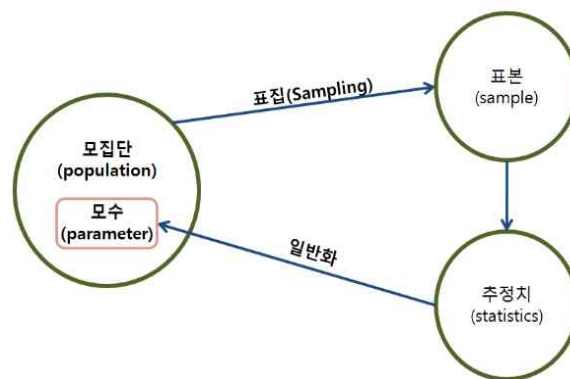 표집(Sampling)
표본
(sample)
모집단
(population)
모수
(parameter)
일반화
추정치
(statistics)